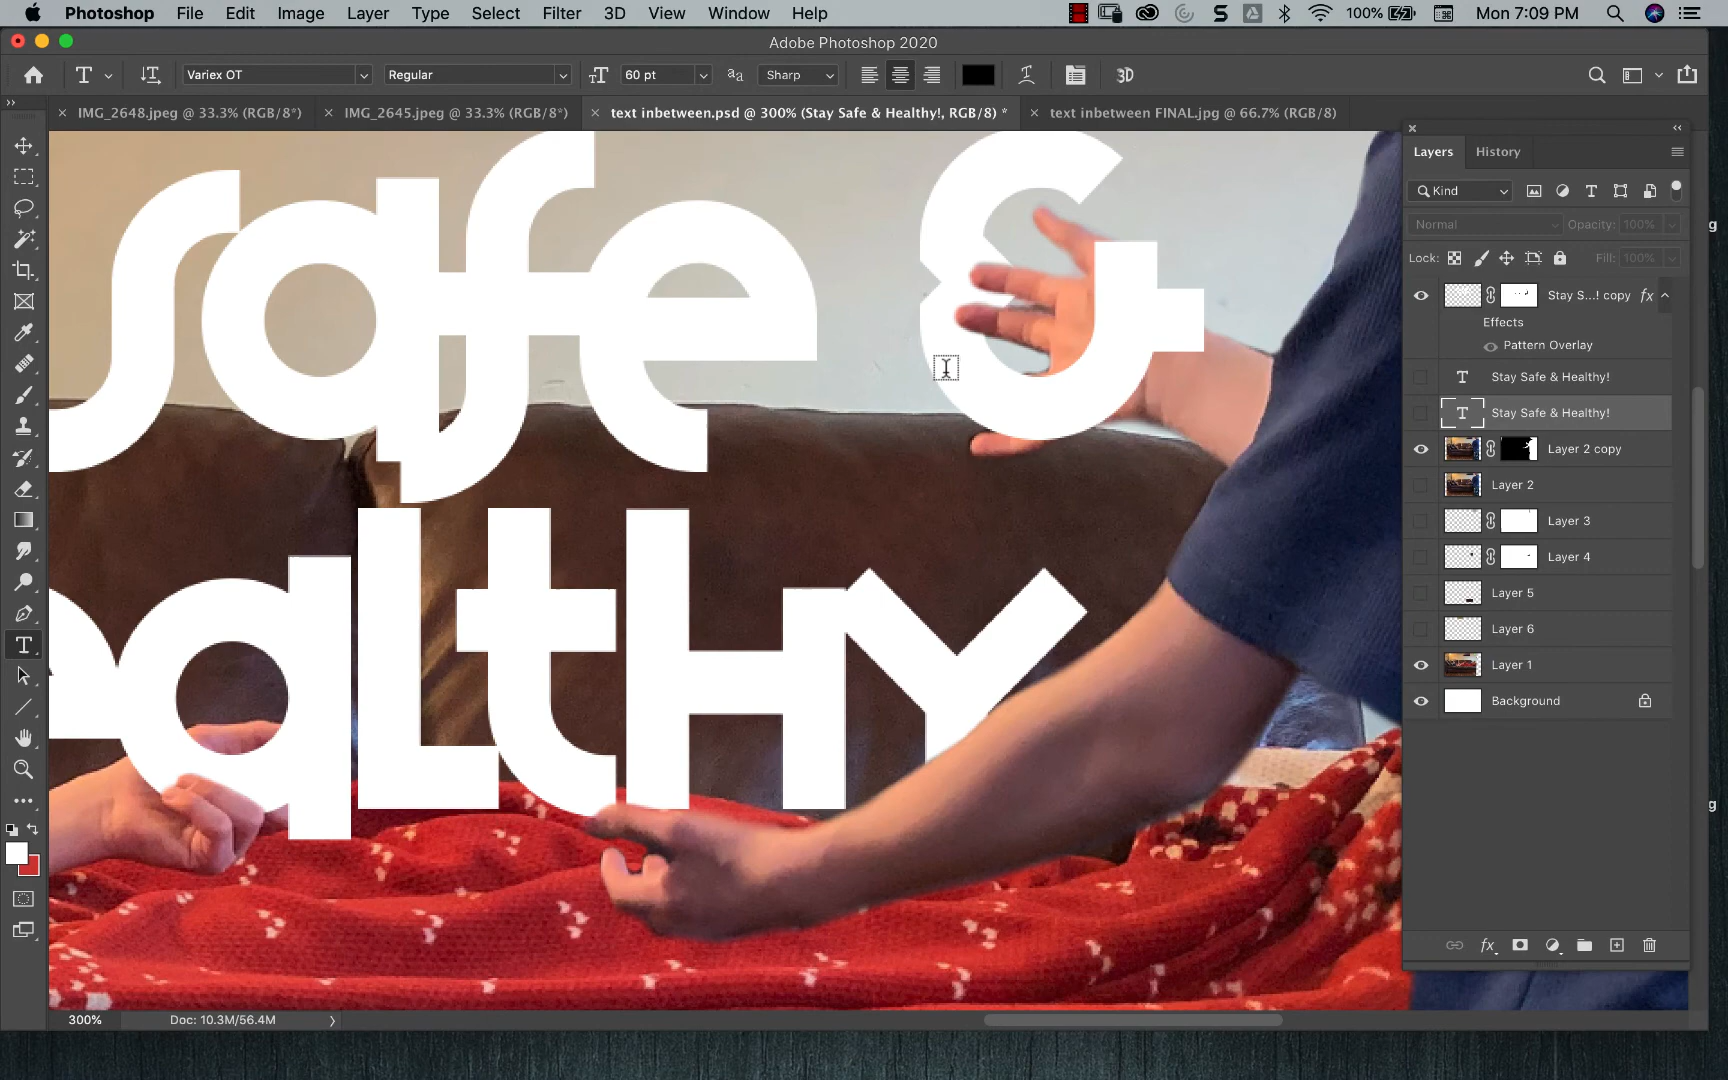 Photoshop File Edit Image Layer Type Select Filter 3D View Window Help 100% Mon 7:09 PM
Adobe Photoshop 2020
T Variex OT Regular 60 pt Sharp 3D
IMG_2648.jpeg @ 33.3% (RGB/8*) IMG_2645.jpeg @ 33.3% (RGB/8*) text inbetween.psd @ 300% (Stay Safe & Healthy!, RGB/8) * text inbetween FINAL.jpg @ 66.7% (RGB/8)
Layers History
Kind
Normal Opacity: 100%
Lock: Fill: 100%
Stay S...! copy fx
Effects
Pattern Overlay
T Stay Safe & Healthy!
T Stay Safe & Healthy!
Layer 2 copy
Layer 2
Layer 3
Layer 4
Layer 5
Layer 6
Layer 1
Background
safe &
ealthy
fx
300% Doc: 10.3M/56.4M
g
g